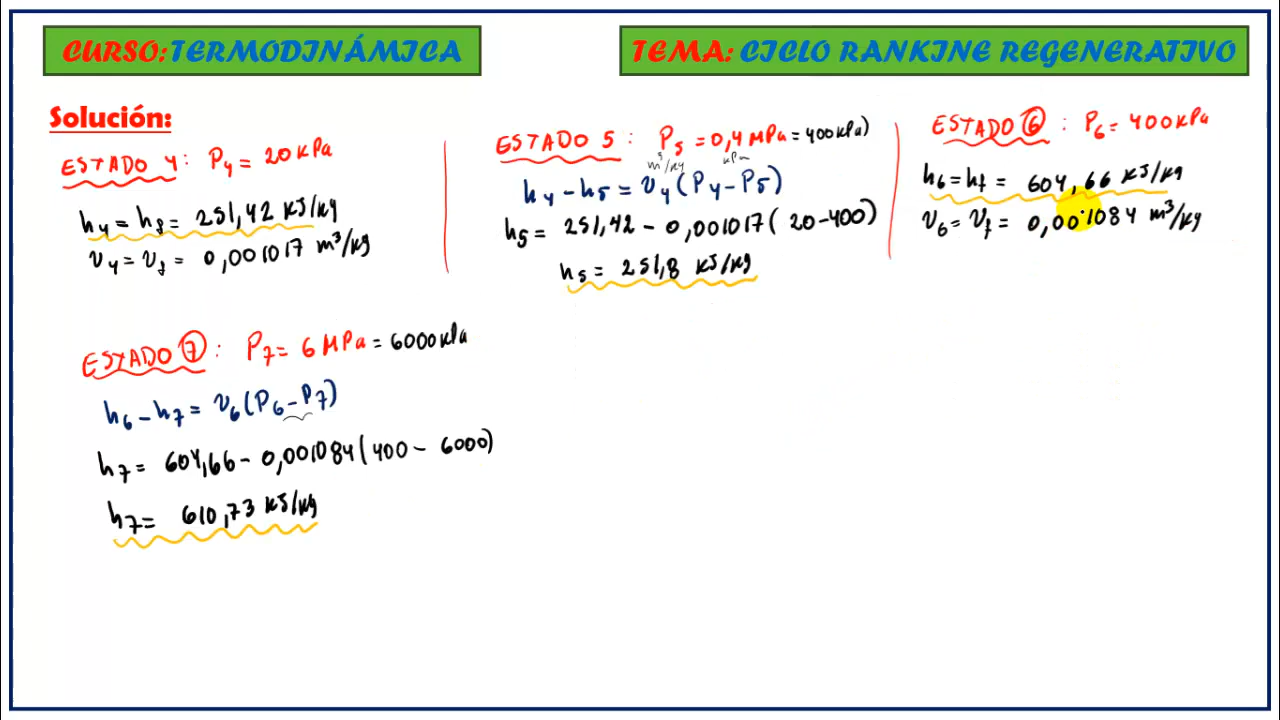 CURSO: TERMODINÁMICA
TEMA: CICLO RANKINE REGENERATIVO
Solución:
ESTADO 4: P4 = 20 KPa
h4 = hf = 251,42 KJ/kg
v4 = vf = 0,001017 m³/kg
ESTADO 5: P5 = 0,4 MPa = 400kPa)
m³/kg kPa
h4 - h5 = v4 (P4 - P5)
h5 = 251,42 - 0,001017 (20 - 400)
h5 = 251,8 KJ/kg
ESTADO 6: P6 = 400 KPa
h6 = hf = 604,66 KJ/kg
v6 = vf = 0,001084 m³/kg
ESTADO 7: P7 = 6 MPa = 6000 kPa
h6 - h7 = v6 (P6 - P7)
h7 = 604,66 - 0,001084 (400 - 6000)
h7 = 610,73 KJ/kg